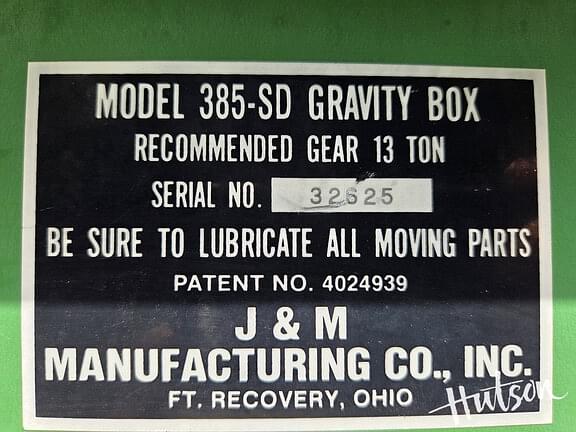 MODEL 385-SD GRAVITY BOX
RECOMMENDED GEAR 13 TON
SERIAL NO. 32625
BE SURE TO LUBRICATE ALL MOVING PARTS
PATENT NO. 4024939
J & M
MANUFACTURING CO., INC.
FT. RECOVERY, OHIO
Hutson